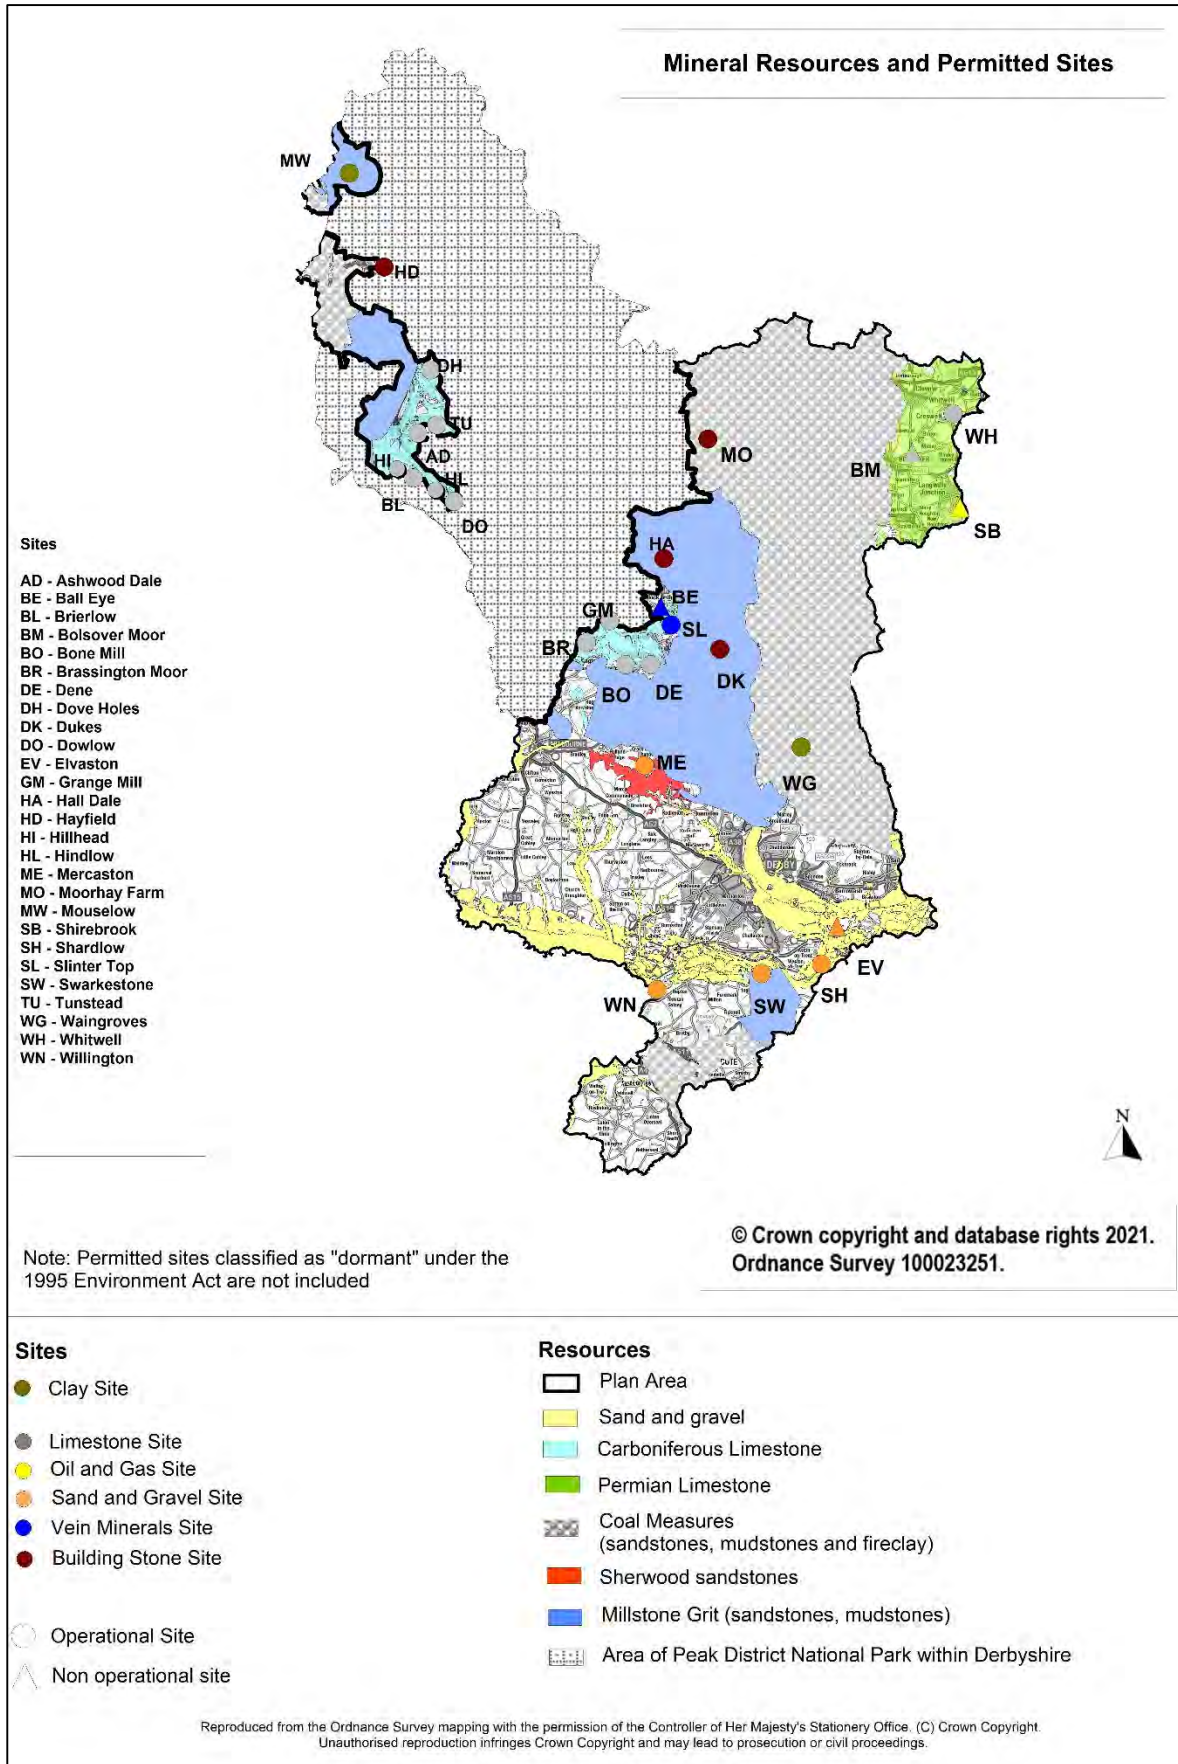 Mineral Resources and Permitted Sites
MW
HD
DH
TU
AD
HI
HL
BL
DO
MO
BM
WH
SB
HA
BE
GM
SL
BR
BO
DE
DK
ME
WG
DERBY
EV
SH
SW
WN
N
Sites
AD - Ashwood Dale
BE - Ball Eye
BL - Brierlow
BM - Bolsover Moor
BO - Bone Mill
BR - Brassington Moor
DE - Dene
DH - Dove Holes
DK - Dukes
DO - Dowlow
EV - Elvaston
GM - Grange Mill
HA - Hall Dale
HD - Hayfield
HI - Hillhead
HL - Hindlow
ME - Mercaston
MO - Moorhay Farm
MW - Mouselow
SB - Shirebrook
SH - Shardlow
SL - Slinter Top
SW - Swarkestone
TU - Tunstead
WG - Waingroves
WH - Whitwell
WN - Willington
Note: Permitted sites classified as "dormant" under the
1995 Environment Act are not included
© Crown copyright and database rights 2021.
Ordnance Survey 100023251.
Sites
Clay Site
Limestone Site
Oil and Gas Site
Sand and Gravel Site
Vein Minerals Site
Building Stone Site
Operational Site
Non operational site
Resources
Plan Area
Sand and gravel
Carboniferous Limestone
Permian Limestone
Coal Measures
(sandstones, mudstones and fireclay)
Sherwood sandstones
Millstone Grit (sandstones, mudstones)
Area of Peak District National Park within Derbyshire
Reproduced from the Ordnance Survey mapping with the permission of the Controller of Her Majesty's Stationery Office. (C) Crown Copyright.
Unauthorised reproduction infringes Crown Copyright and may lead to prosecution or civil proceedings.